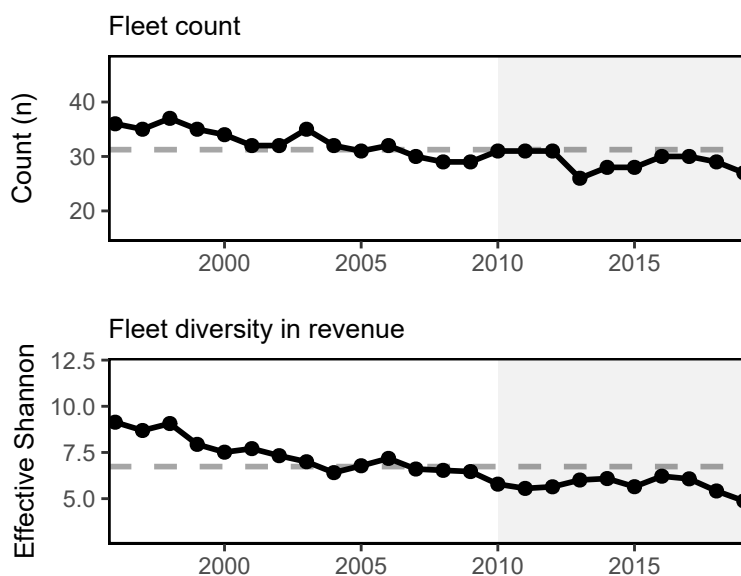 Fleet count
Count (n)
40
30
20
2000 2005 2010 2015
Fleet diversity in revenue
Effective Shannon
12.5
10.0
7.5
5.0
2000 2005 2010 2015